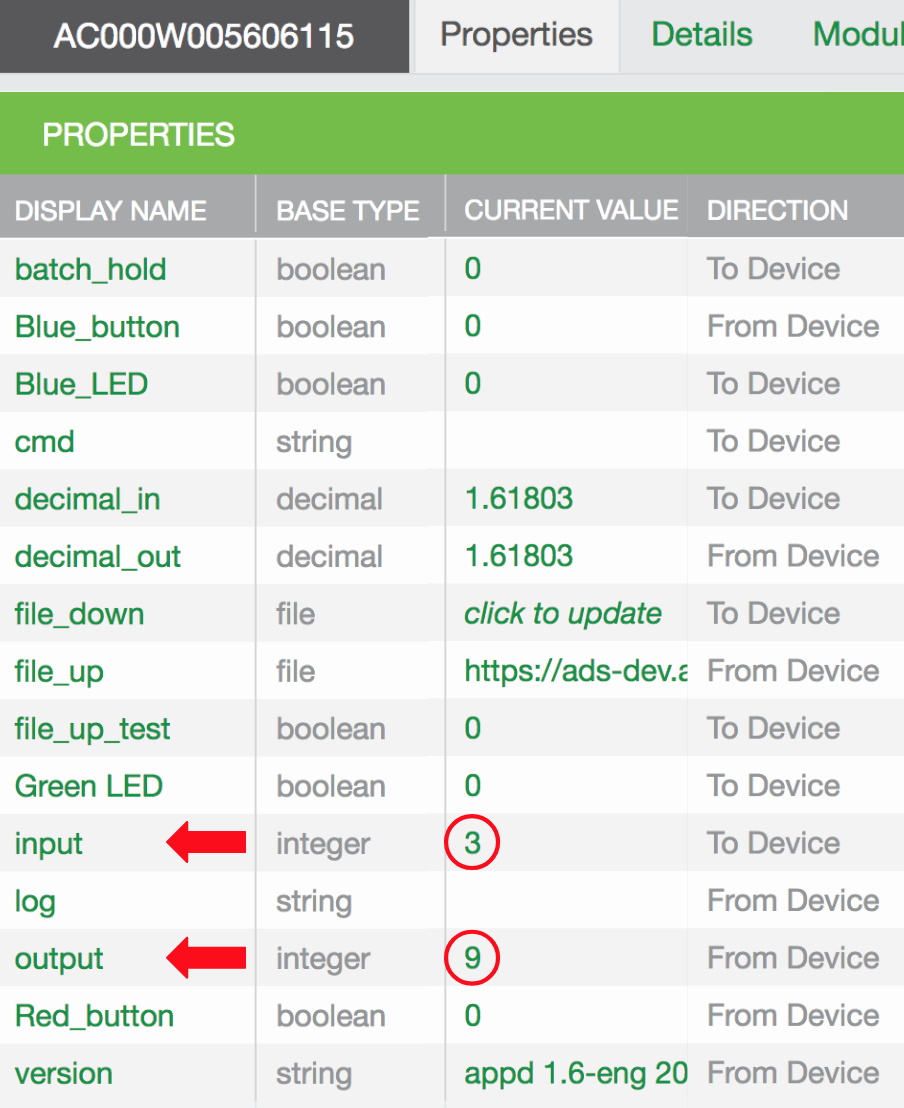 AC000W005606115 Properties Details Modul
PROPERTIES
DISPLAY NAME BASE TYPE CURRENT VALUE DIRECTION
batch_hold boolean 0 To Device
Blue_button boolean 0 From Device
Blue_LED boolean 0 To Device
cmd string To Device
decimal_in decimal 1.61803 To Device
decimal_out decimal 1.61803 From Device
file_down file click to update To Device
file_up file https://ads-dev.a From Device
file_up_test boolean 0 To Device
Green LED boolean 0 To Device
input integer 3 To Device
log string From Device
output integer 9 From Device
Red_button boolean 0 From Device
version string appd 1.6-eng 20 From Device